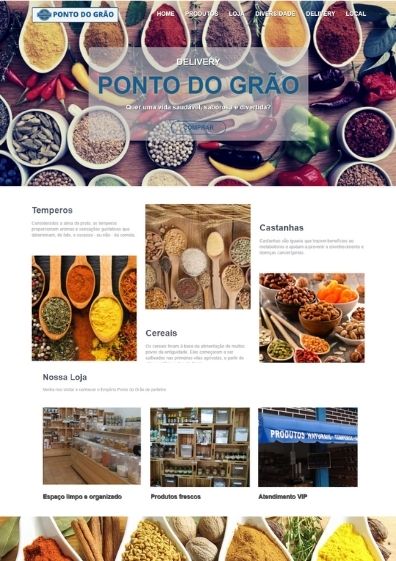 PONTO DO GRÃO
HOME PRODUTOS LOJA DIVERSIDADE DELIVERY LOCAL
DELIVERY
PONTO DO GRÃO
Quer uma vida saudável, saborosa e divertida?
COMPRAR
Temperos
Considerados a alma do prato, os temperos
proporcionam aromas e sensações gustativas que
determinam, de fato, o sucesso - ou não - da comida.
Castanhas
Castanhas são iguarias que trazem benefícios ao
metabolismo e ajudam a prevenir o envelhecimento e
doenças cancerígenas.
Cereais
Os cereais foram a base da alimentação de muitos
povos da antiguidade. Eles começaram a ser
cultivados nas primeiras vilas agrícolas, a partir de
Nossa Loja
Venha nos visitar e conhecer o Empório Ponto do Grão de pertinho
PRODUTOS NATURAIS
Espaço limpo e organizado
Produtos frescos
Atendimento VIP